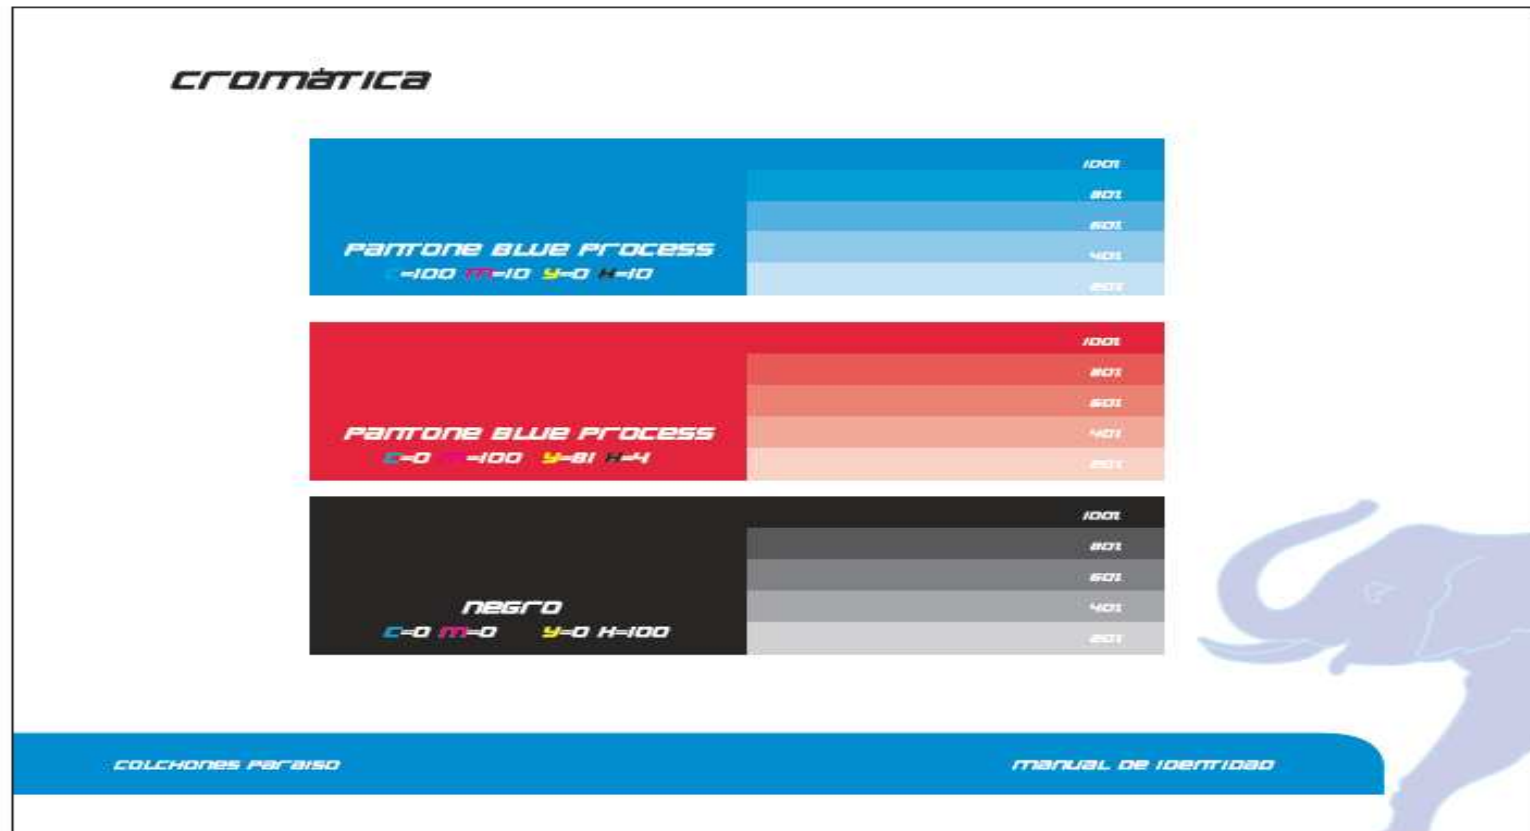 cromática
100%
80%
60%
40%
20%
Pantone Blue Process
C=100 M=10 Y=0 K=10
100%
80%
60%
40%
20%
Pantone Blue Process
C=0 M=100 Y=81 K=4
100%
80%
60%
40%
20%
Negro
C=0 M=0 Y=0 K=100
Colchones Paraiso
Manual de Identidad